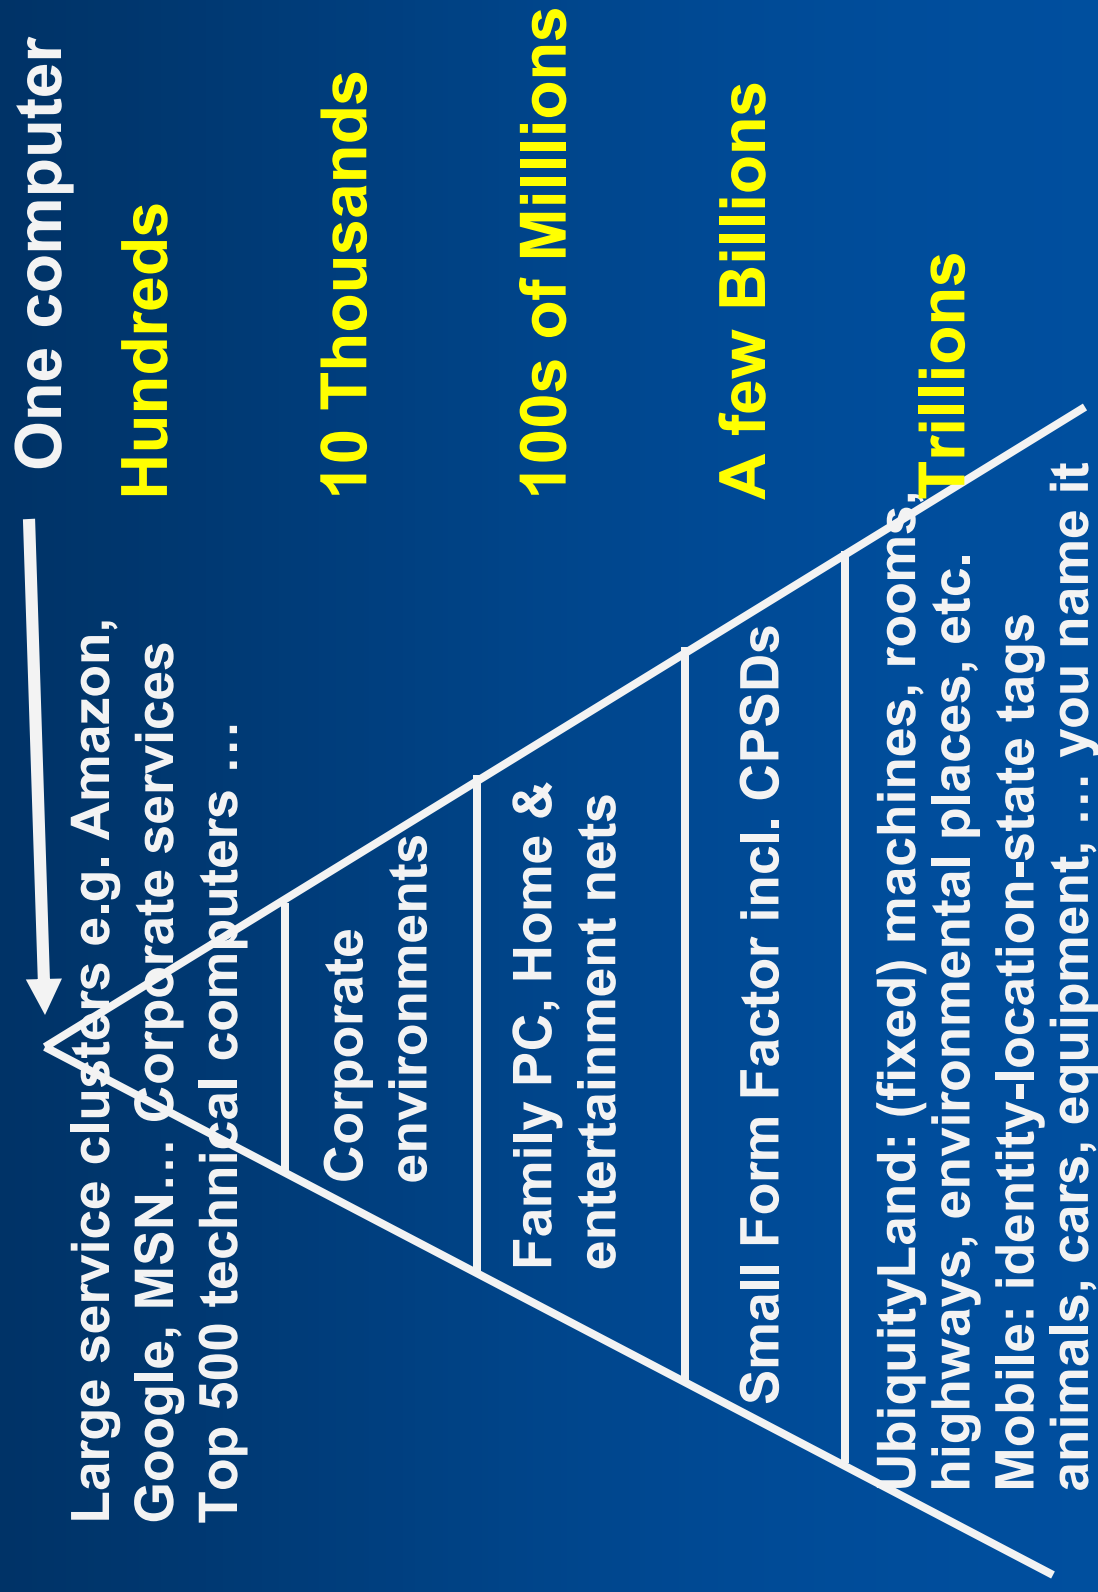 One computer
Large service clusters e.g. Amazon,
Google, MSN… Corporate services
Top 500 technical computers …
Hundreds
Corporate
environments
10 Thousands
Family PC, Home &
entertainment nets
100s of Milllions
Small Form Factor incl. CPSDs
A few Billions
UbiquityLand: (fixed) machines, rooms,
highways, environmental places, etc.
Mobile: identity-location-state tags
animals, cars, equipment, … you name it
Trillions